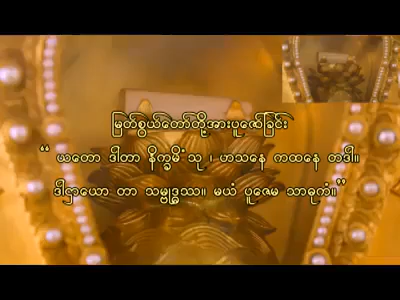 မြတ်စွယ်တော်တို့အားပူဇော်ခြင်း
“ ယတော ဒါတာ နိက္ခမိံသု ၊ ဟသနေ ကထနေ တဒါ။
ဒါဌာယော တာ သမ္ဗုဒ္ဓဿ။ မယံ ပူဇေမ သာဓုကံ။”